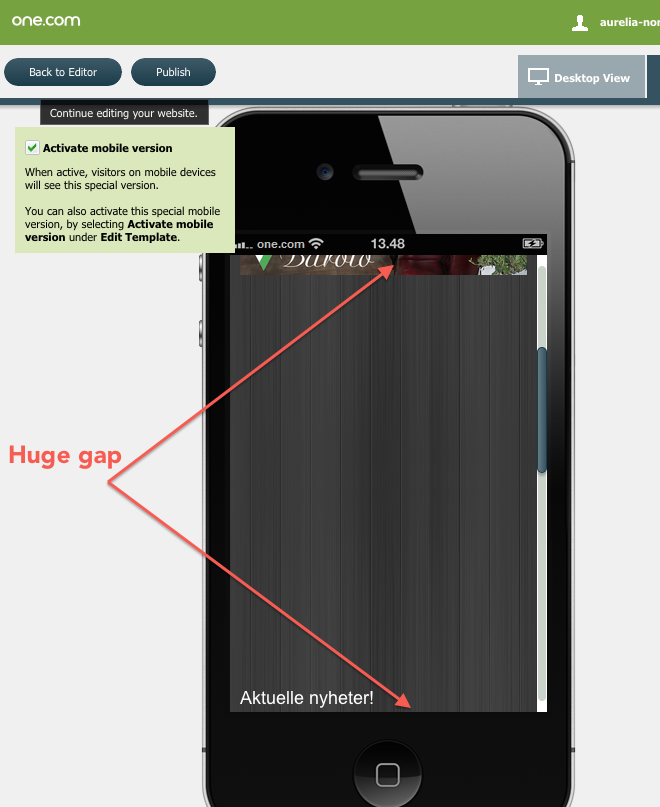 one.com
aurelia-nor
Back to Editor
Publish
Desktop View
Continue editing your website.
Activate mobile version
When active, visitors on mobile devices
will see this special version.
You can also activate this special mobile
version, by selecting Activate mobile
version under Edit Template.
one.com
13.48
Barolo
Huge gap
Aktuelle nyheter!